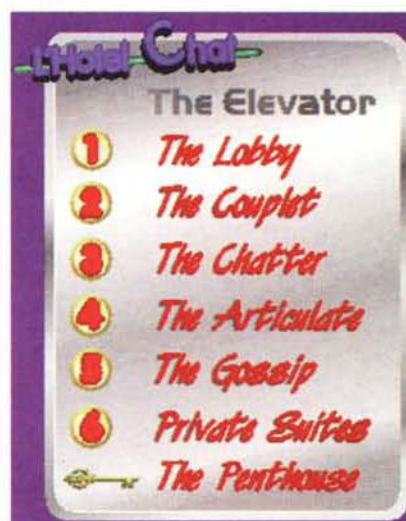 L'Hotel Chat
The Elevator
1 The Lobby
2 The Couplet
3 The Chatter
4 The Articulate
5 The Gossip
6 Private Suites
The Penthouse